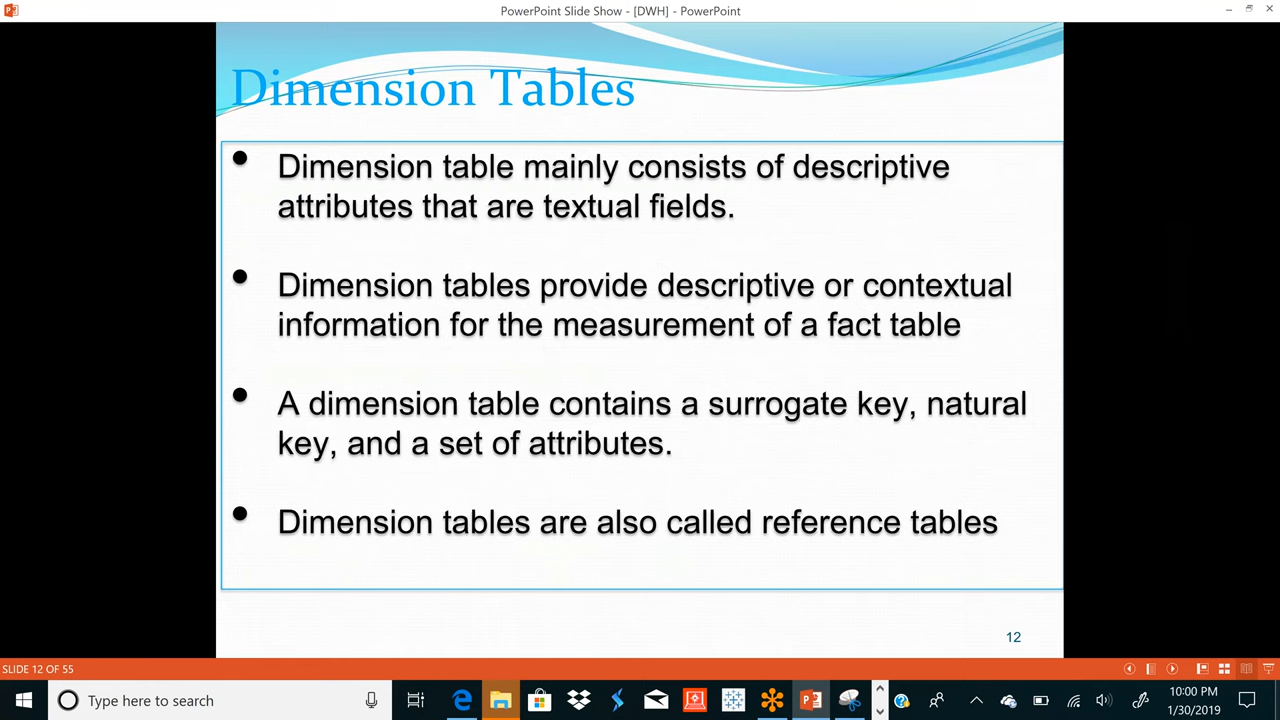 PowerPoint Slide Show - [DWH] - PowerPoint
Dimension Tables
• Dimension table mainly consists of descriptive
attributes that are textual fields.
• Dimension tables provide descriptive or contextual
information for the measurement of a fact table
• A dimension table contains a surrogate key, natural
key, and a set of attributes.
• Dimension tables are also called reference tables
12
SLIDE 12 OF 55
Type here to search
10:00 PM
1/30/2019